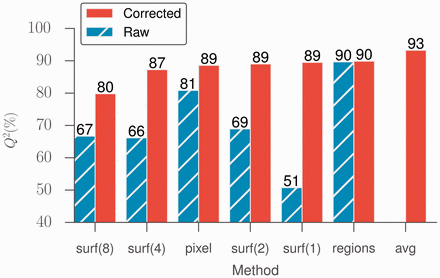 Corrected
Raw
100
90
80
70
60
50
40
Q²(%)
67 80 66 87 81 89 69 89 51 89 90 90 93
surf(8) surf(4) pixel surf(2) surf(1) regions avg
Method